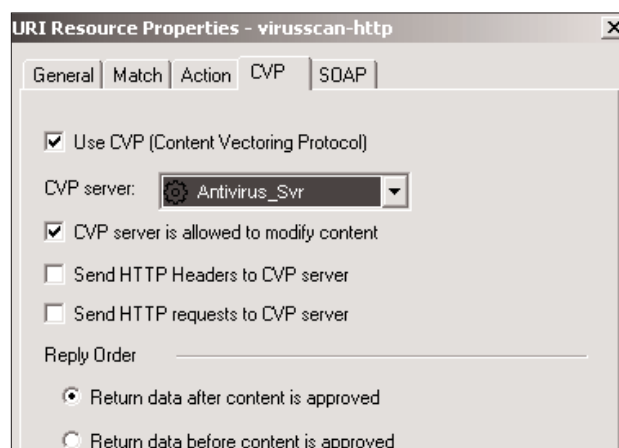 URI Resource Properties - virusscan-http
General Match Action CVP SOAP
Use CVP (Content Vectoring Protocol)
CVP server: Antivirus_Svr
CVP server is allowed to modify content
Send HTTP Headers to CVP server
Send HTTP requests to CVP server
Reply Order
Return data after content is approved
Return data before content is approved